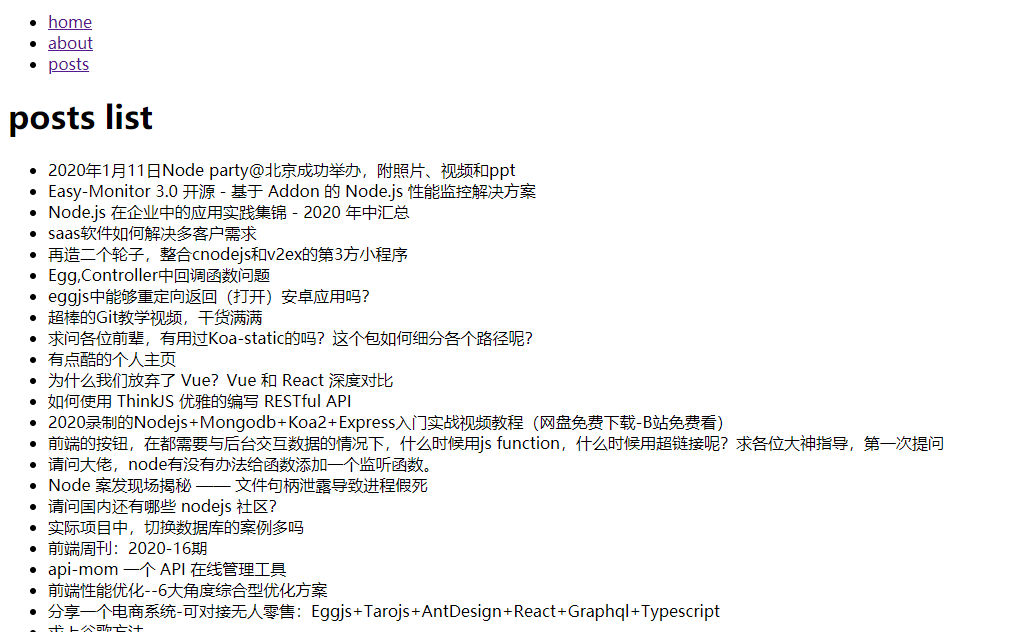 home
about
posts
posts list
2020年1月11日Node party@北京成功举办，附照片、视频和ppt
Easy-Monitor 3.0 开源 - 基于 Addon 的 Node.js 性能监控解决方案
Node.js 在企业中的应用实践集锦 - 2020 年中汇总
saas软件如何解决多客户需求
再造二个轮子，整合cnodejs和v2ex的第3方小程序
Egg,Controller中回调函数问题
eggjs中能够重定向返回（打开）安卓应用吗？
超棒的Git教学视频，干货满满
求问各位前辈，有用过Koa-static的吗？这个包如何细分各个路径呢？
有点酷的个人主页
为什么我们放弃了 Vue？Vue 和 React 深度对比
如何使用 ThinkJS 优雅的编写 RESTful API
2020录制的Nodejs+Mongodb+Koa2+Express入门实战视频教程（网盘免费下载-B站免费看）
前端的按钮，在都需要与后台交互数据的情况下，什么时候用js function，什么时候用超链接呢？求各位大神指导，第一次提问
请问大佬，node有没有办法给函数添加一个监听函数。
Node 案发现场揭秘 —— 文件句柄泄露导致进程假死
请问国内还有哪些 nodejs 社区？
实际项目中，切换数据库的案例多吗
前端周刊：2020-16期
api-mom 一个 API 在线管理工具
前端性能优化--6大角度综合型优化方案
分享一个电商系统-可对接无人零售：Eggjs+Tarojs+AntDesign+React+Graphql+Typescript
求上谷歌方法